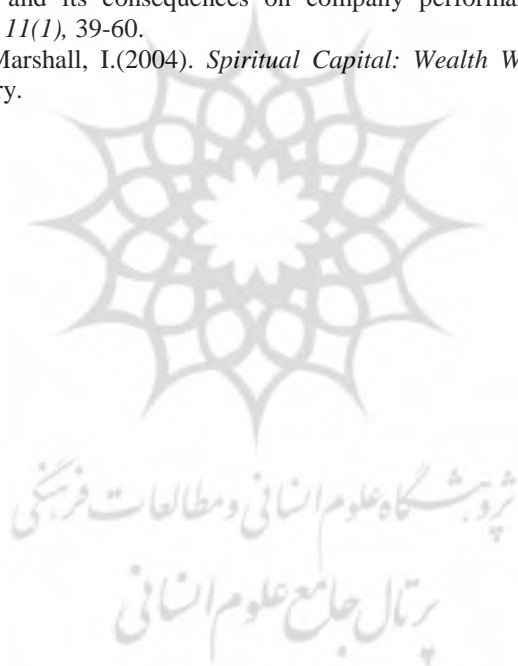 and its consequences on company performa
11(1), 39-60.
Marshall, I.(2004). Spiritual Capital: Wealth W
ry.
پژوهشگاه علوم انسانی و مطالعات فرهنگی
پرتال جامع علوم انسانی